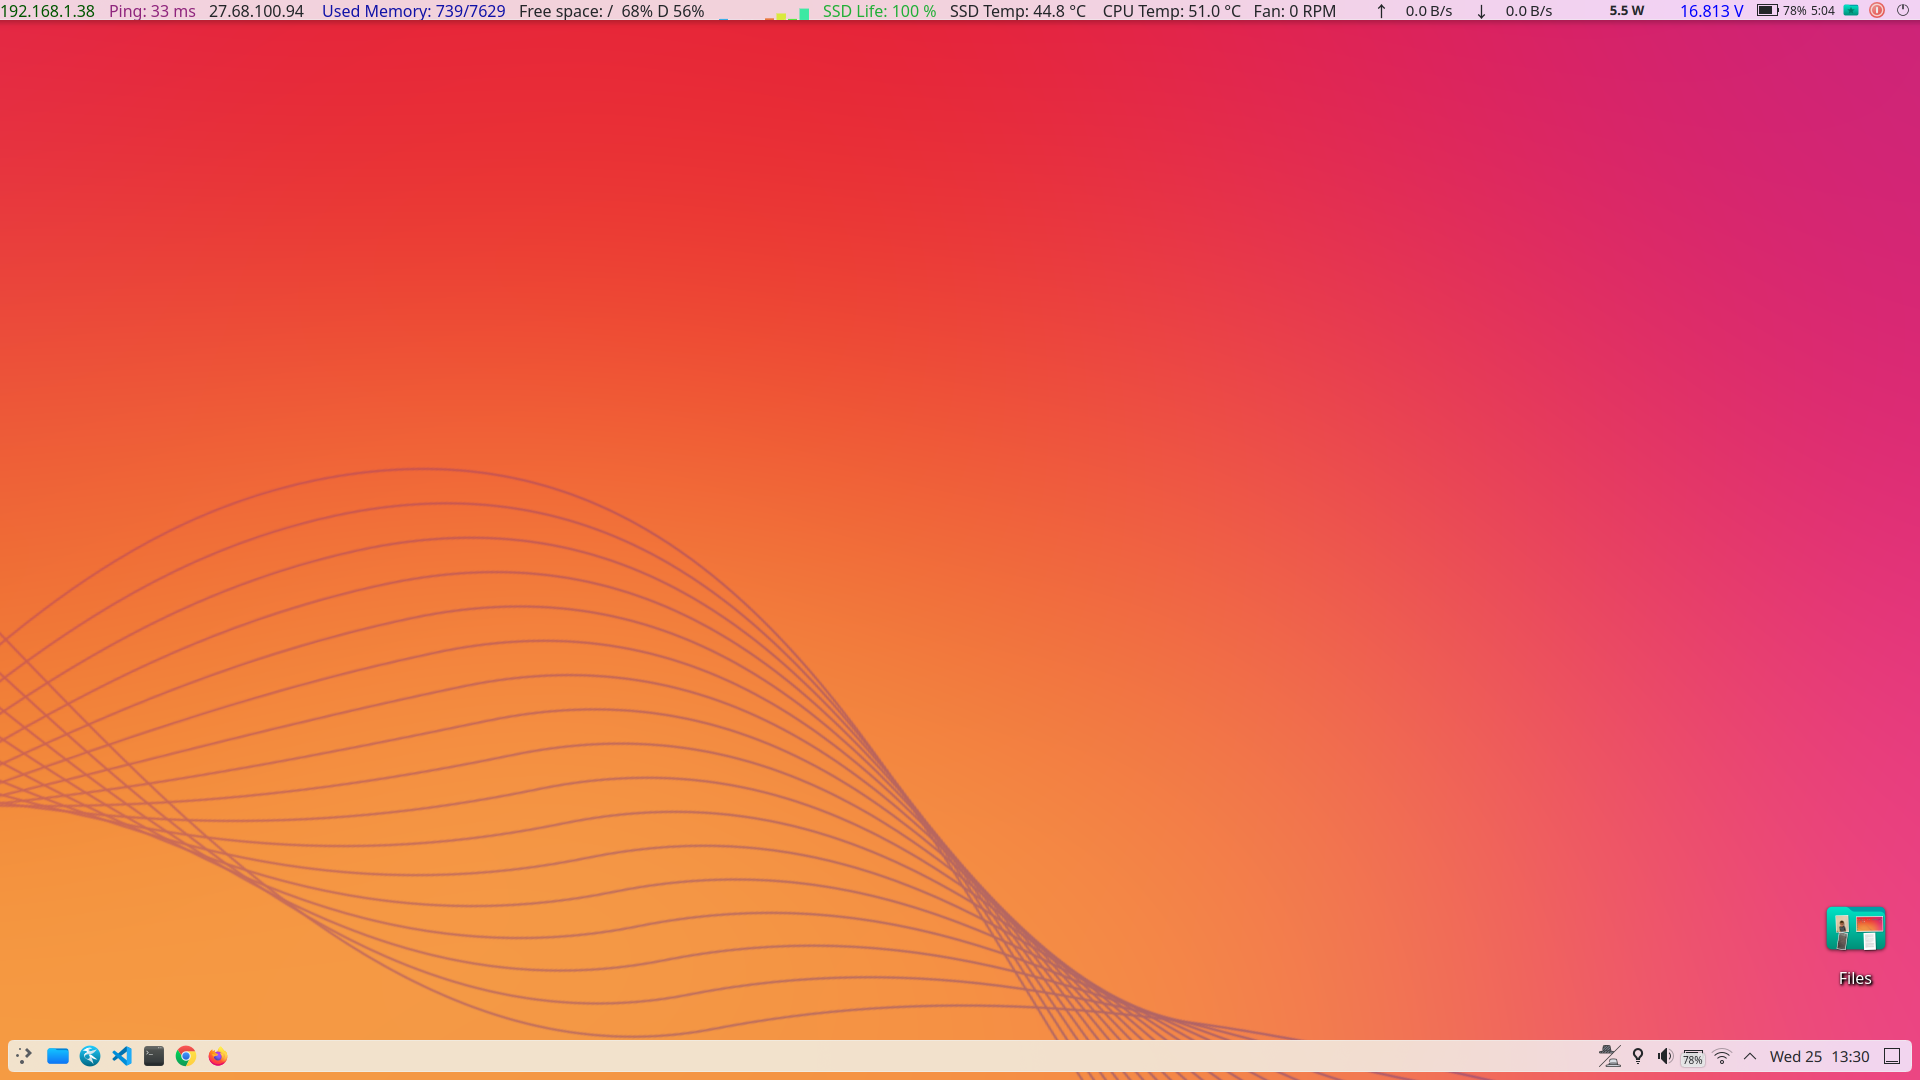 192.168.1.38 Ping: 33 ms 27.68.100.94 Used Memory: 739/7629 Free space: / 68% D 56% SSD Life: 100 % SSD Temp: 44.8 °C CPU Temp: 51.0 °C Fan: 0 RPM ↑ 0.0 B/s ↓ 0.0 B/s 5.5 W 16.813 V 78% 5:04
Files
78% Wed 25 13:30